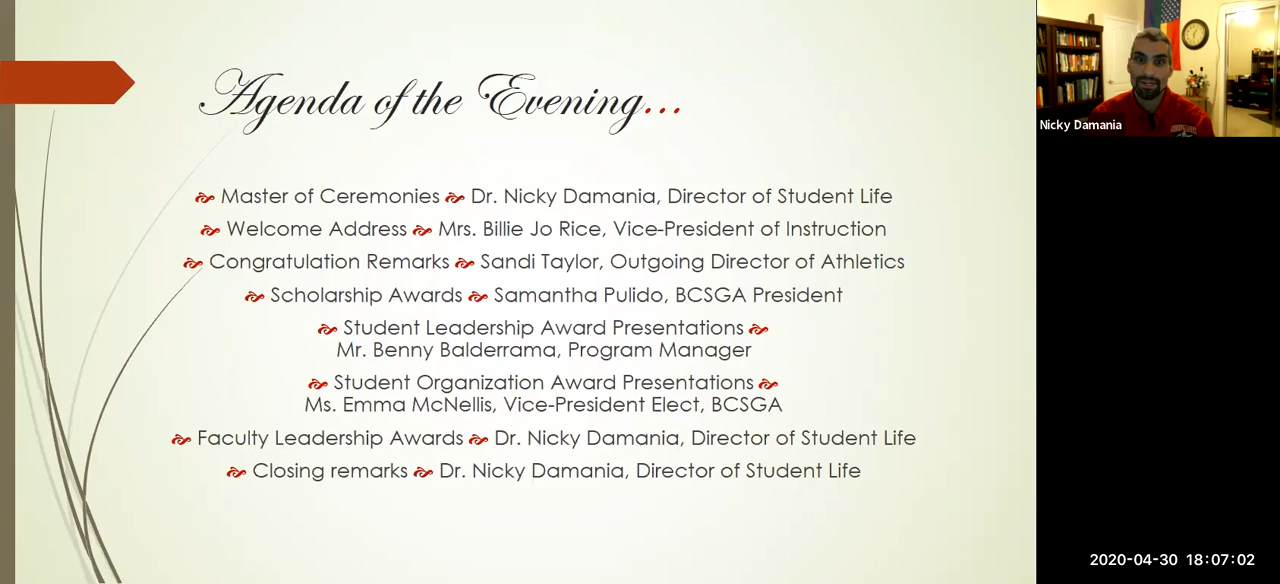 Agenda of the Evening...
Master of Ceremonies Dr. Nicky Damania, Director of Student Life
Welcome Address Mrs. Billie Jo Rice, Vice-President of Instruction
Congratulation Remarks Sandi Taylor, Outgoing Director of Athletics
Scholarship Awards Samantha Pulido, BCSGA President
Student Leadership Award Presentations
Mr. Benny Balderrama, Program Manager
Student Organization Award Presentations
Ms. Emma McNellis, Vice-President Elect, BCSGA
Faculty Leadership Awards Dr. Nicky Damania, Director of Student Life
Closing remarks Dr. Nicky Damania, Director of Student Life
Nicky Damania
2020-04-30 18:07:02